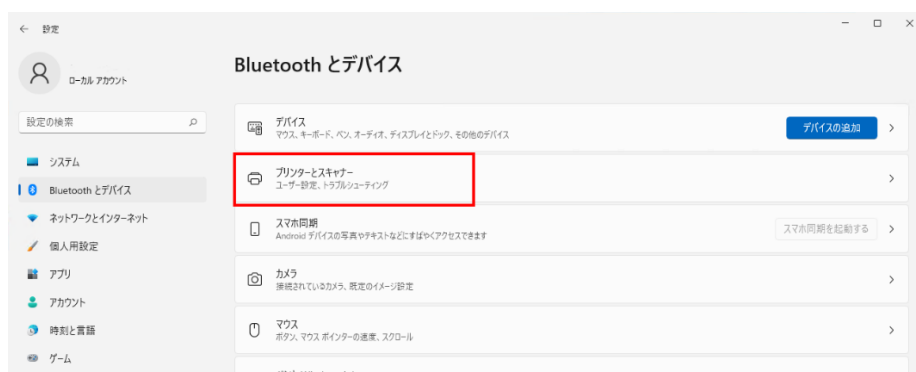 ← 設定
ローカル アカウント
設定の検索
システム
Bluetooth とデバイス
ネットワークとインターネット
個人用設定
アプリ
アカウント
時刻と言語
ゲーム
Bluetooth とデバイス
デバイス
マウス、キーボード、ペン、オーディオ、ディスプレイとドック、その他のデバイス
デバイスの追加
プリンターとスキャナー
ユーザー設定、トラブルシューティング
スマホ同期
Android デバイスの写真やテキストなどにすばやくアクセスできます
スマホ同期を起動する
カメラ
接続されているカメラ、既定のイメージ設定
マウス
ボタン、マウス ポインターの速度、スクロール